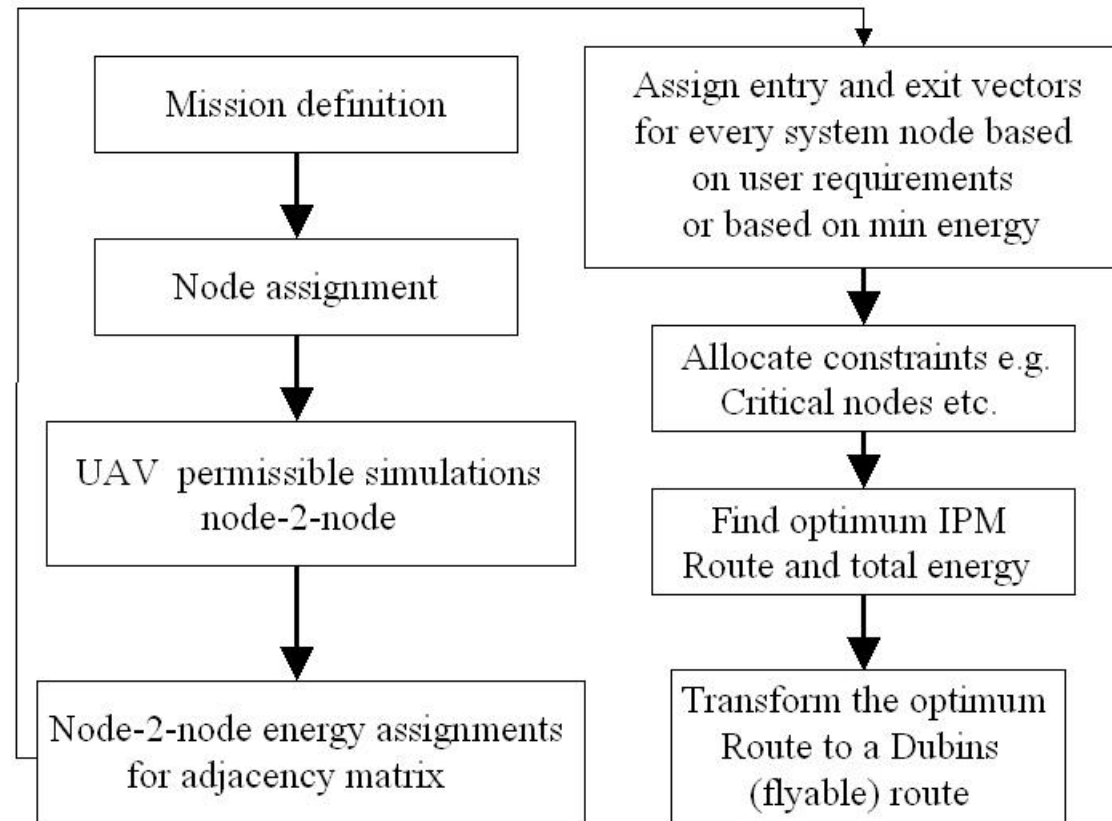 Mission definition
Node assignment
UAV permissible simulations
node-2-node
Node-2-node energy assignments
for adjacency matrix
Assign entry and exit vectors
for every system node based
on user requirements
or based on min energy
Allocate constraints e.g.
Critical nodes etc.
Find optimum IPM
Route and total energy
Transform the optimum
Route to a Dubins
(flyable) route